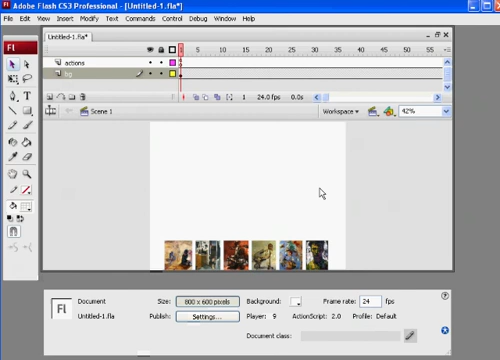 Adobe Flash CS3 Professional - [Untitled-1.fla*]
File Edit View Insert Modify Text Commands Control Debug Window Help
Untitled-1.fla*
Fl
5 10 15 20 25 30 35 40 45 50 55
actions
bg
1 24.0 fps 0.0s
Scene 1 Workspace 42%
Document Size: 800 x 600 pixels Background: Frame rate: 24 fps
Fl
Untitled-1.fla Publish: Settings... Player: 9 ActionScript: 2.0 Profile: Default
Document class: